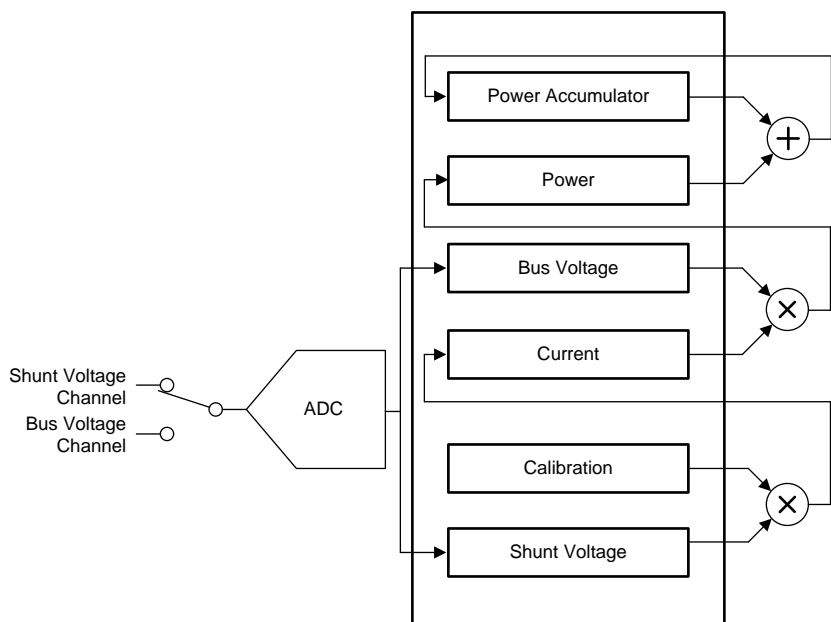 Power Accumulator
Power
Bus Voltage
Current
Shunt Voltage
Channel
Bus Voltage
Channel
ADC
Calibration
Shunt Voltage